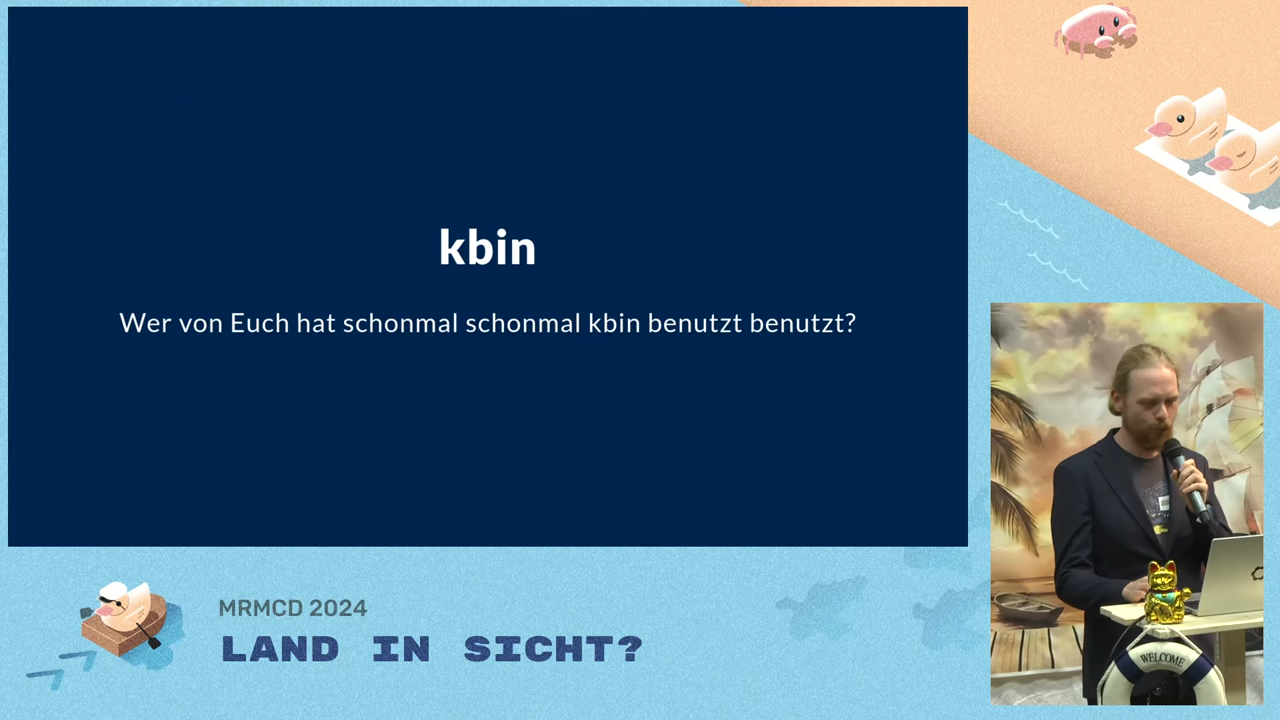 kbin
Wer von Euch hat schonmal schonmal kbin benutzt benutzt?
MRMCD 2024
LAND IN SICHT?
WELCOME